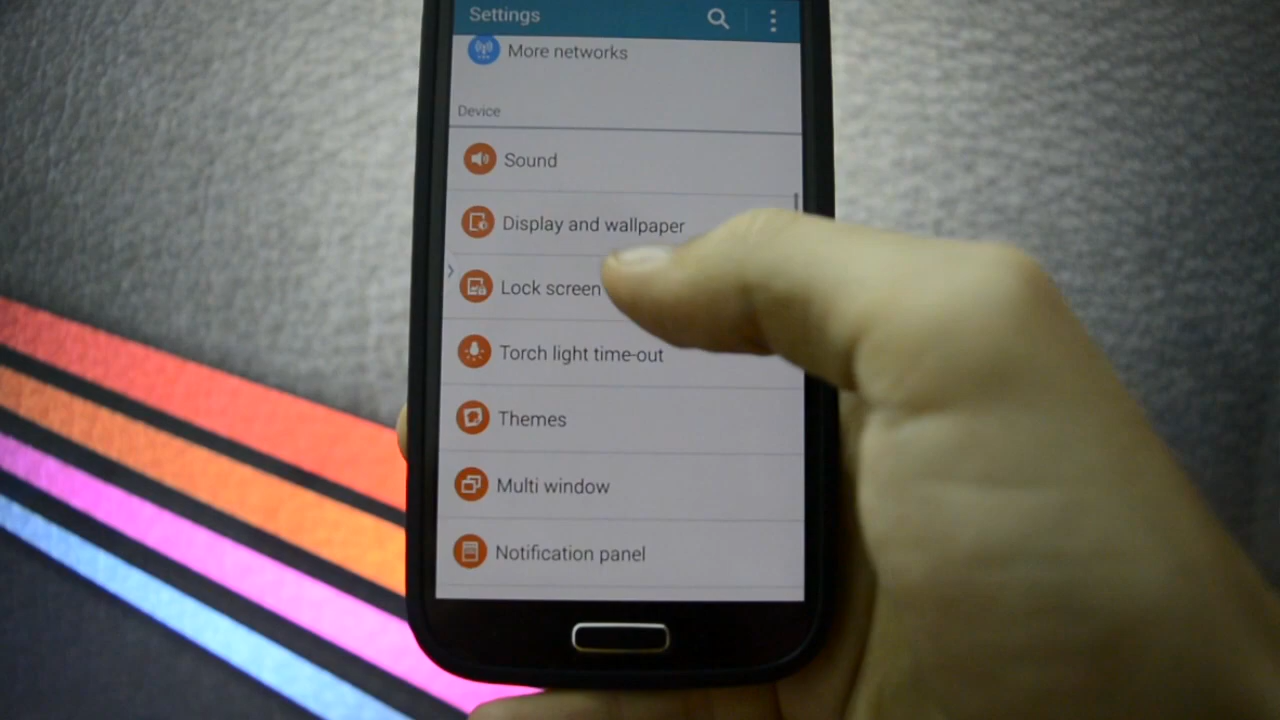 Settings
More networks
Device
Sound
Display and wallpaper
Lock screen
Torch light time-out
Themes
Multi window
Notification panel